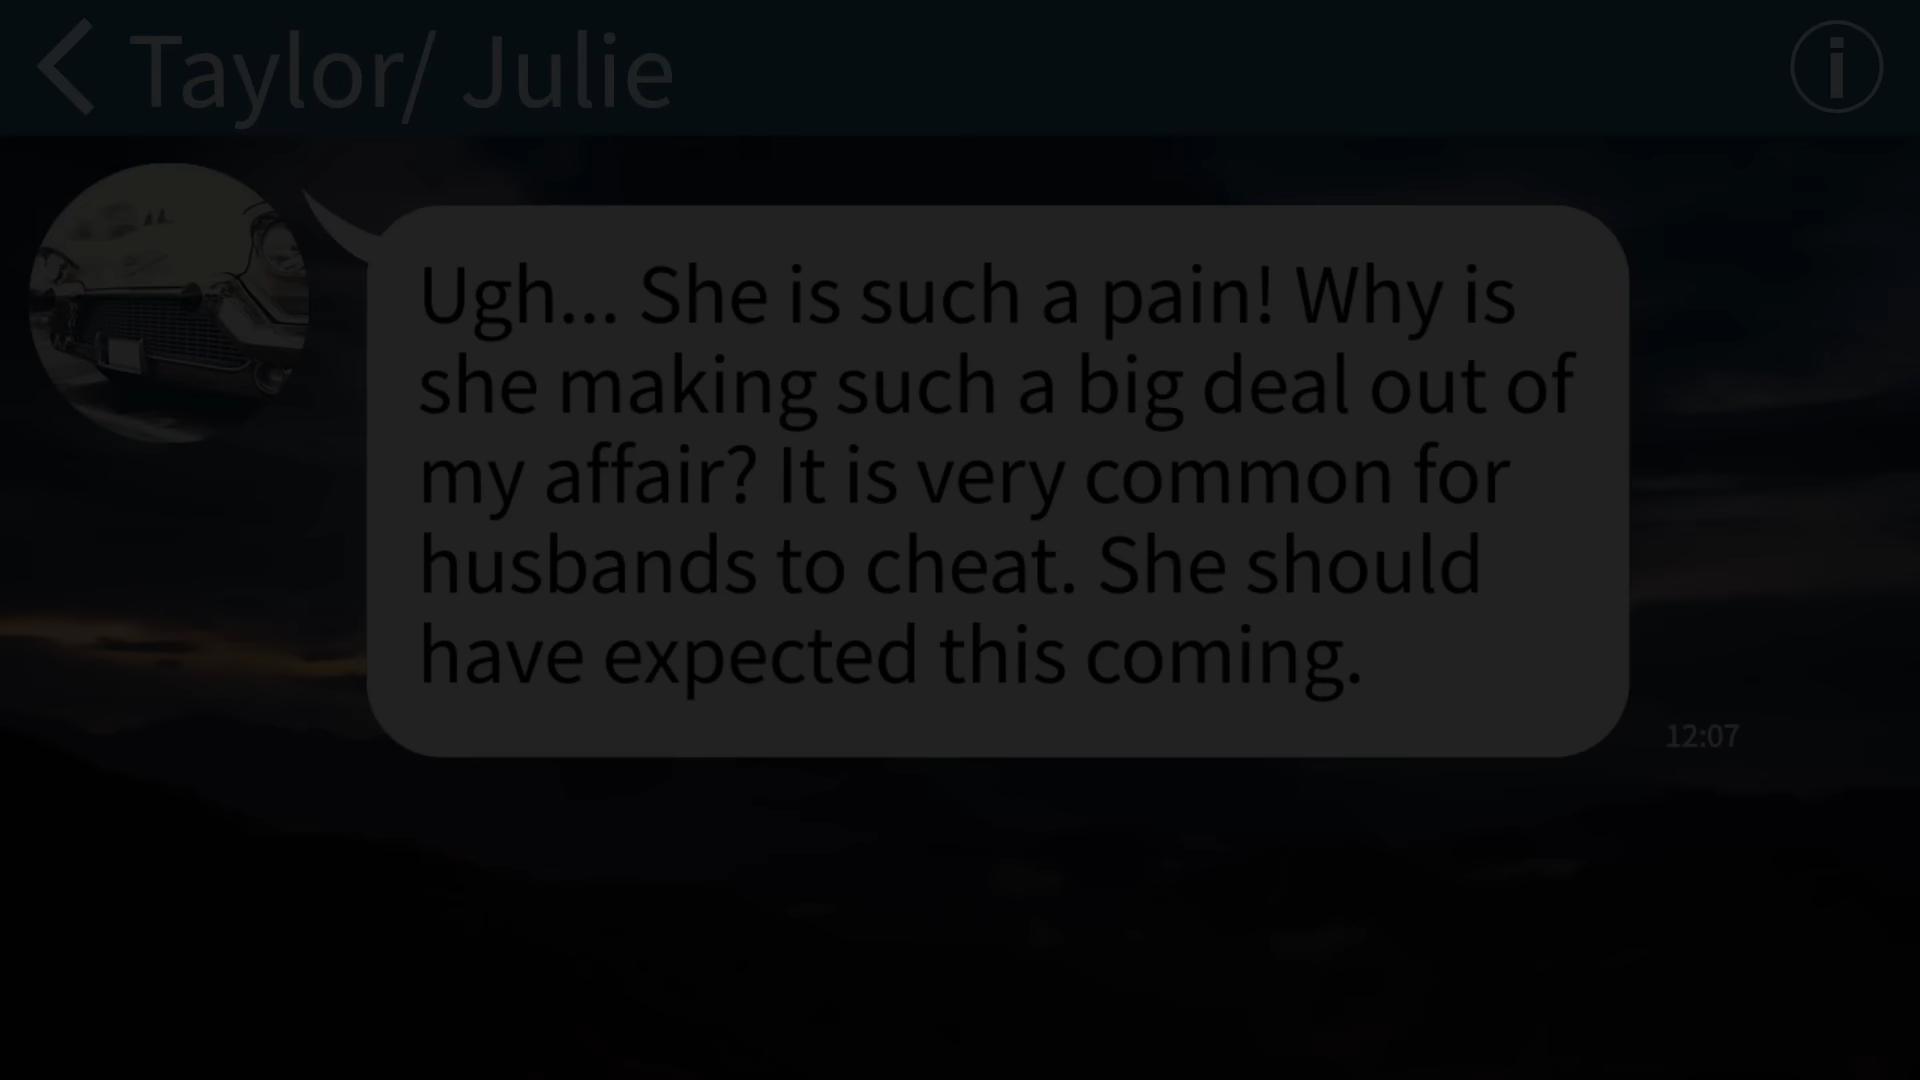 Taylor/ Julie
Ugh... She is such a pain! Why is
she making such a big deal out of
my affair? It is very common for
husbands to cheat. She should
have expected this coming.
12:07